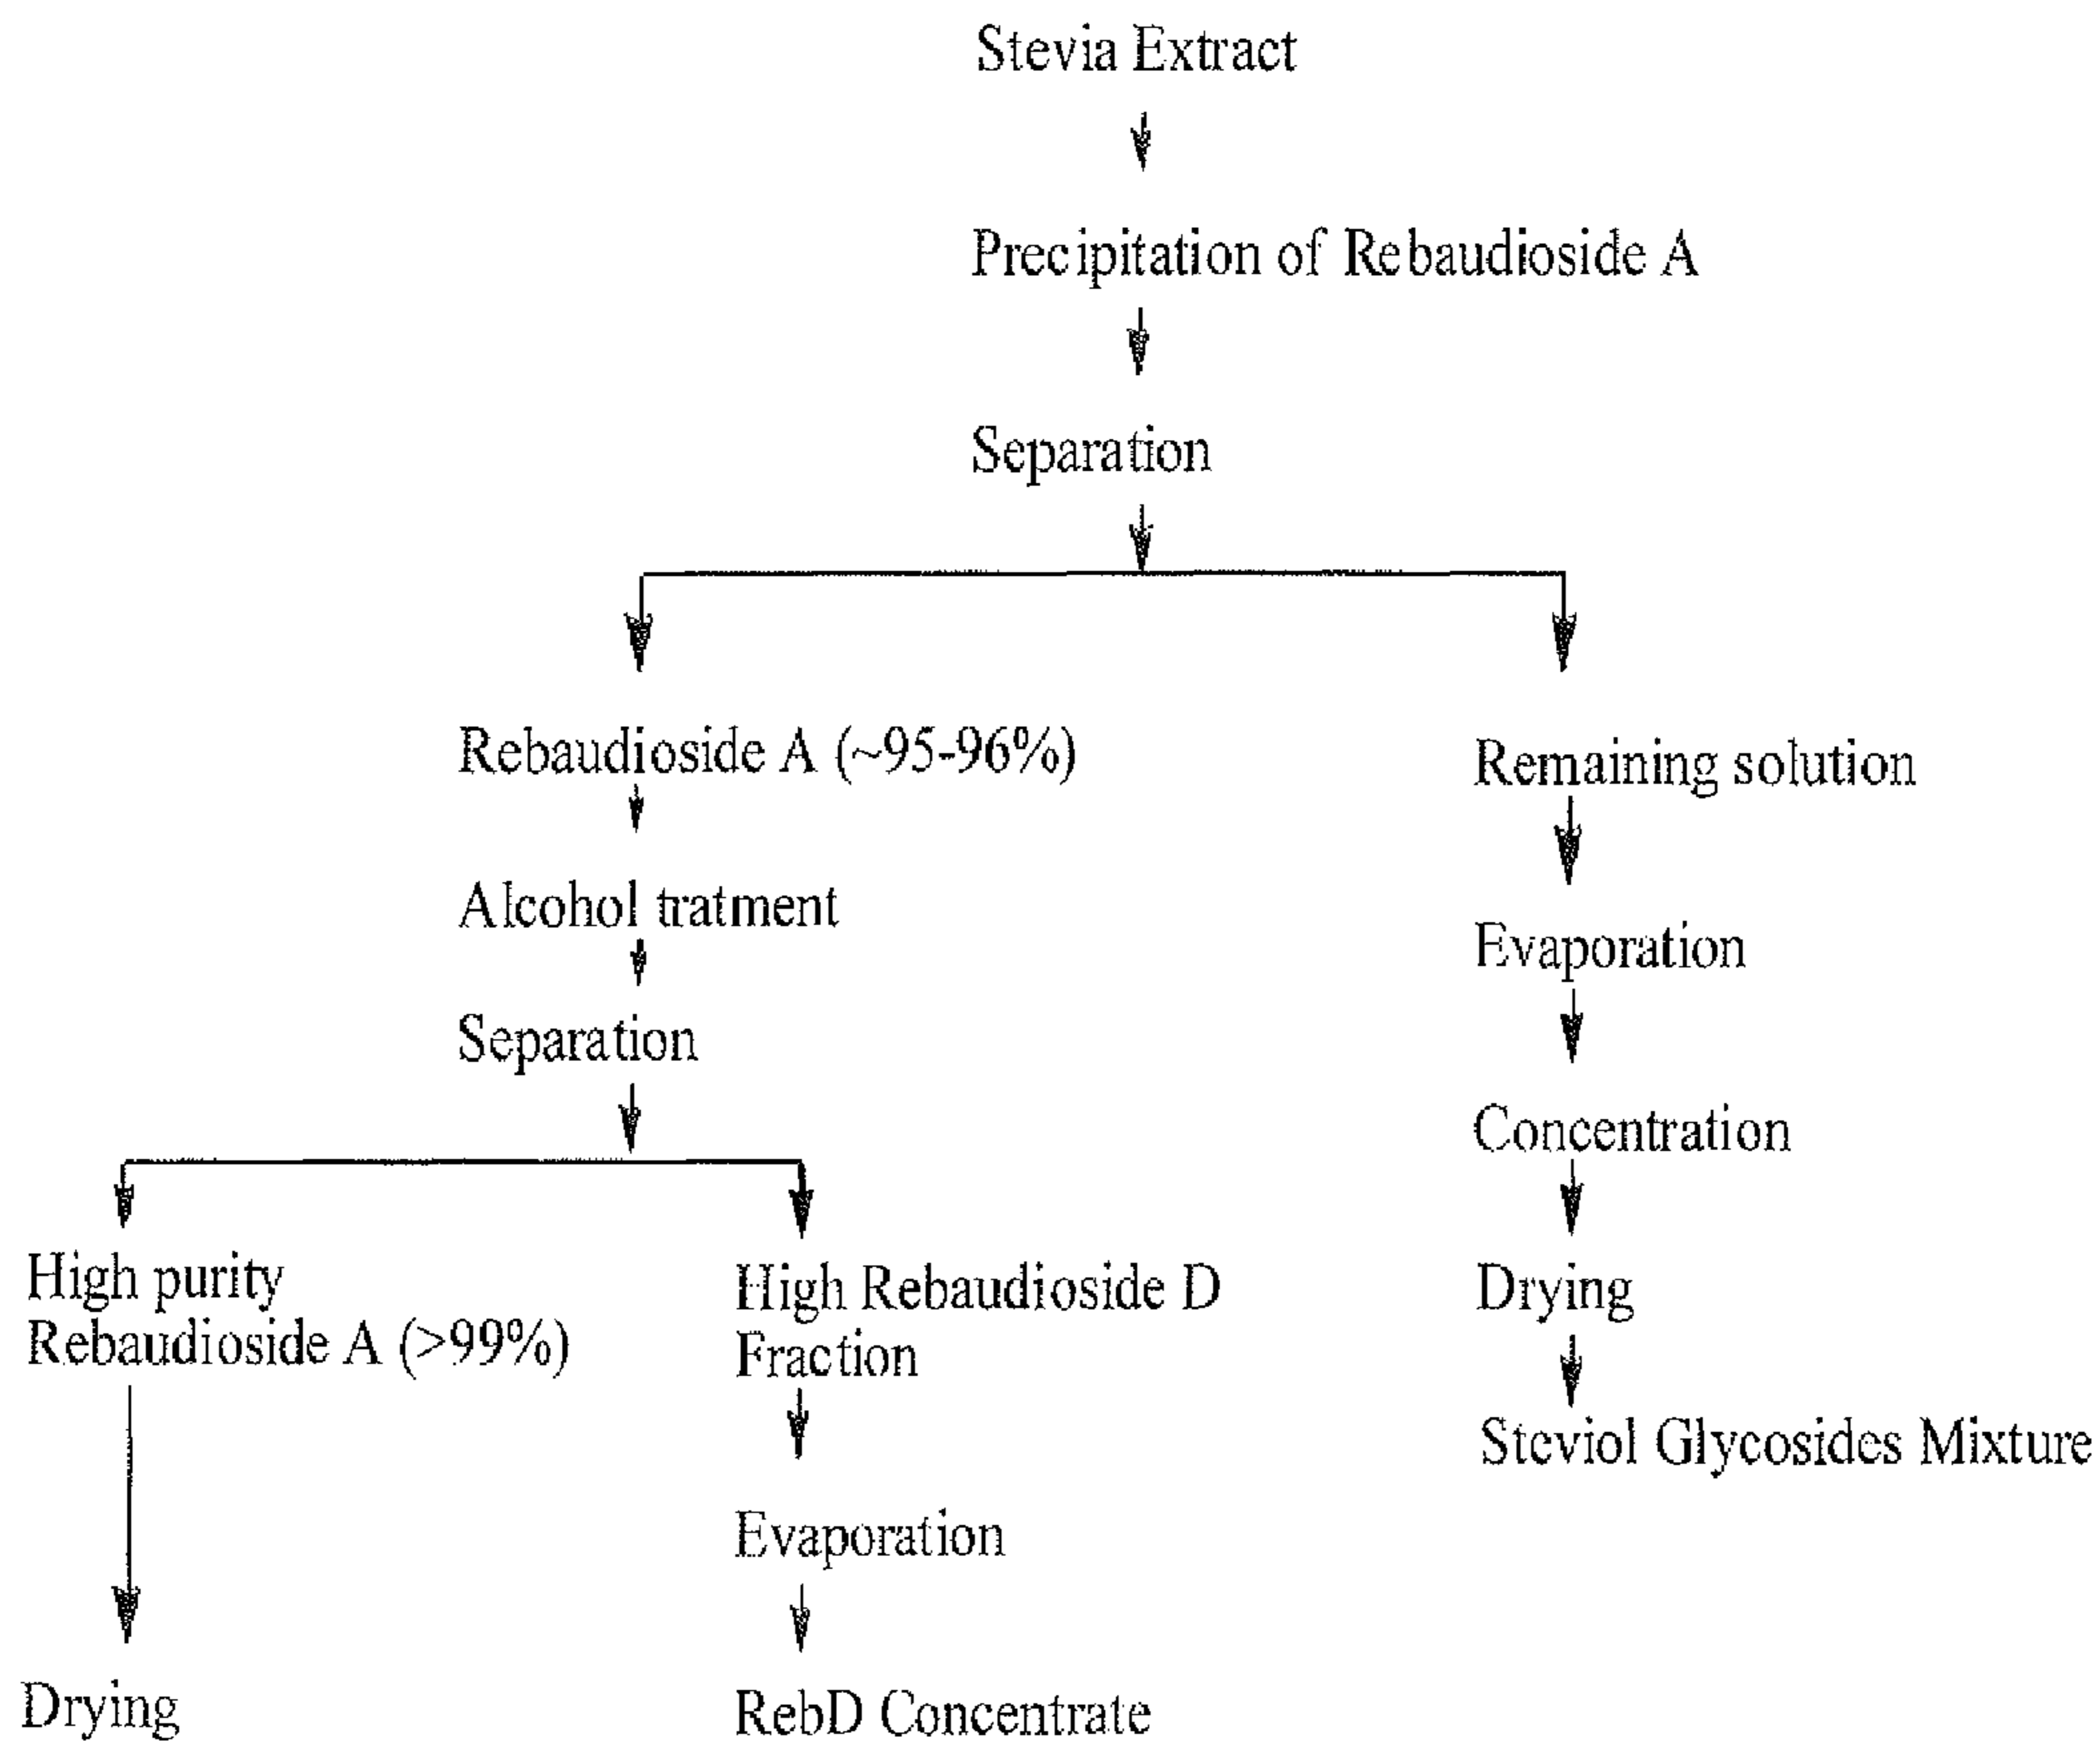 Stevia Extract
Precipitation of Rebaudioside A
Separation
Rebaudioside A (~95-96%)
Remaining solution
Alcohol tratment
Evaporation
Separation
Concentration
High purity
Rebaudioside A (>99%)
High Rebaudioside D
Fraction
Drying
Steviol Glycosides Mixture
Evaporation
Drying
RebD Concentrate